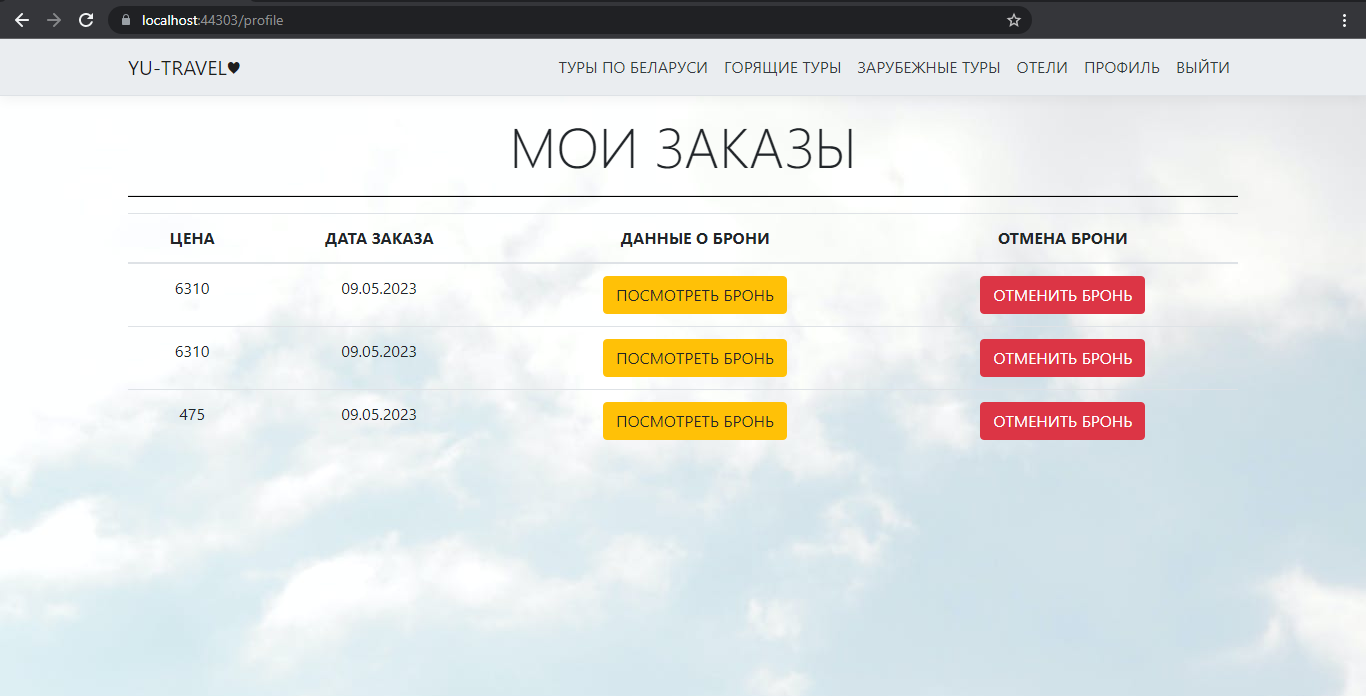 localhost:44303/profile
YU-TRAVEL♥ ТУРЫ ПО БЕЛАРУСИ ГОРЯЩИЕ ТУРЫ ЗАРУБЕЖНЫЕ ТУРЫ ОТЕЛИ ПРОФИЛЬ ВЫЙТИ
МОИ ЗАКАЗЫ
ЦЕНА ДАТА ЗАКАЗА ДАННЫЕ О БРОНИ ОТМЕНА БРОНИ
6310 09.05.2023 ПОСМОТРЕТЬ БРОНЬ ОТМЕНИТЬ БРОНЬ
6310 09.05.2023 ПОСМОТРЕТЬ БРОНЬ ОТМЕНИТЬ БРОНЬ
475 09.05.2023 ПОСМОТРЕТЬ БРОНЬ ОТМЕНИТЬ БРОНЬ